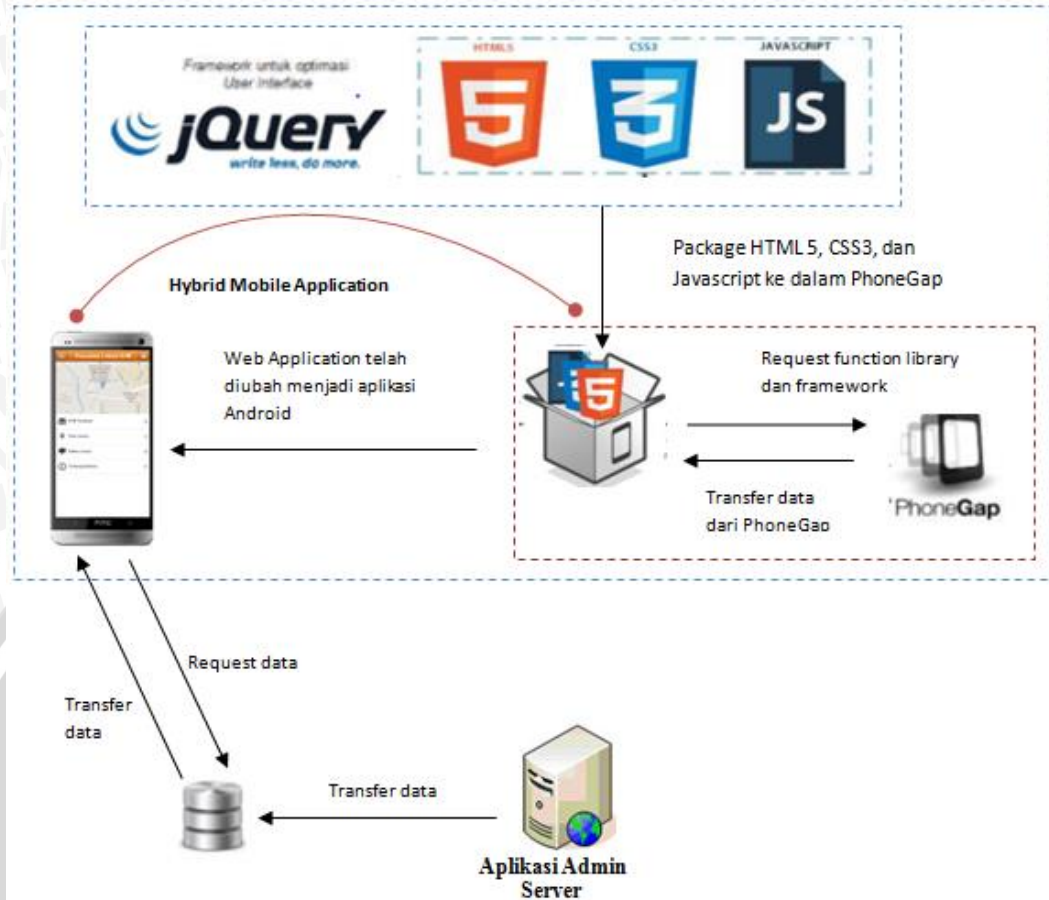 Framework untuk optimasi
User Interface
jQuery
write less, do more.
HTML5
CSS3
JAVASCRIPT
5
3
JS
Package HTML 5, CSS3, dan
Javascript ke dalam PhoneGap
Hybrid Mobile Application
Web Application telah
diubah menjadi aplikasi
Android
5
Request function library
dan framework
Transfer data
dari PhoneGap
PhoneGap
Request data
Transfer
data
Transfer data
Aplikasi Admin
Server